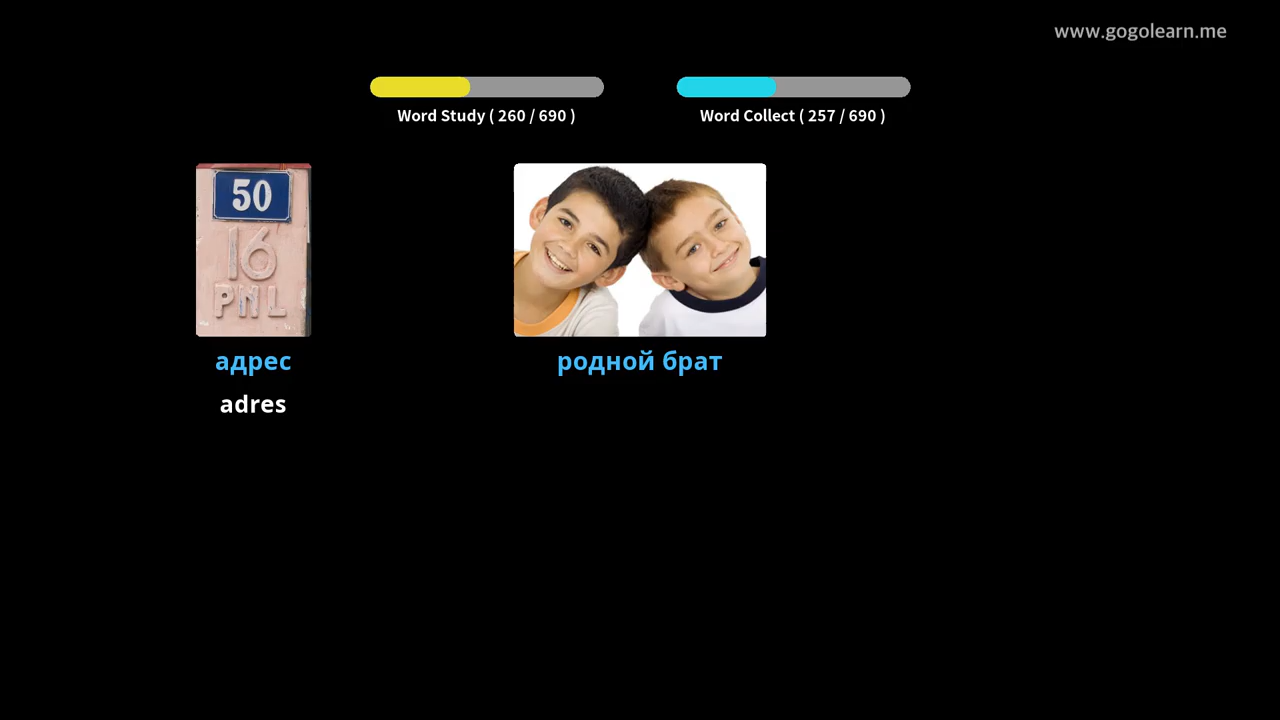 www.gogolearn.me
Word Study ( 260 / 690 )
Word Collect ( 257 / 690 )
50
16
PNL
адрес
родной брат
adres